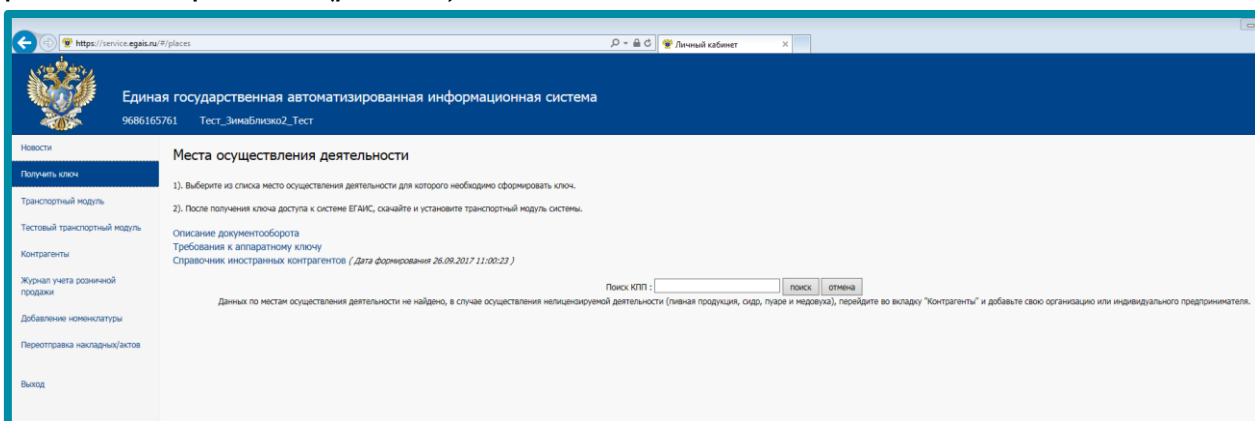 https://service.egais.ru/#/places
Личный кабинет
Единая государственная автоматизированная информационная система
9686165761 Тест_ЗимаБлизко2_Тест
Новости
Получить ключ
Транспортный модуль
Тестовый транспортный модуль
Контрагенты
Журнал учета розничной
продажи
Добавление номенклатуры
Переотправка накладных/актов
Выход
Места осуществления деятельности
1). Выберите из списка место осуществления деятельности для которого необходимо сформировать ключ.
2). После получения ключа доступа к системе ЕГАИС, скачайте и установите транспортный модуль системы.
Описание документооборота
Требования к аппаратному ключу
Справочник иностранных контрагентов ( Дата формирования 26.09.2017 11:00:23 )
Поиск КПП : поиск отмена
Данных по местам осуществления деятельности не найдено, в случае осуществления нелицензируемой деятельности (пивная продукция, сидр, пуаре и медовуха), перейдите во вкладку "Контрагенты" и добавьте свою организацию или индивидуального предпринимателя.